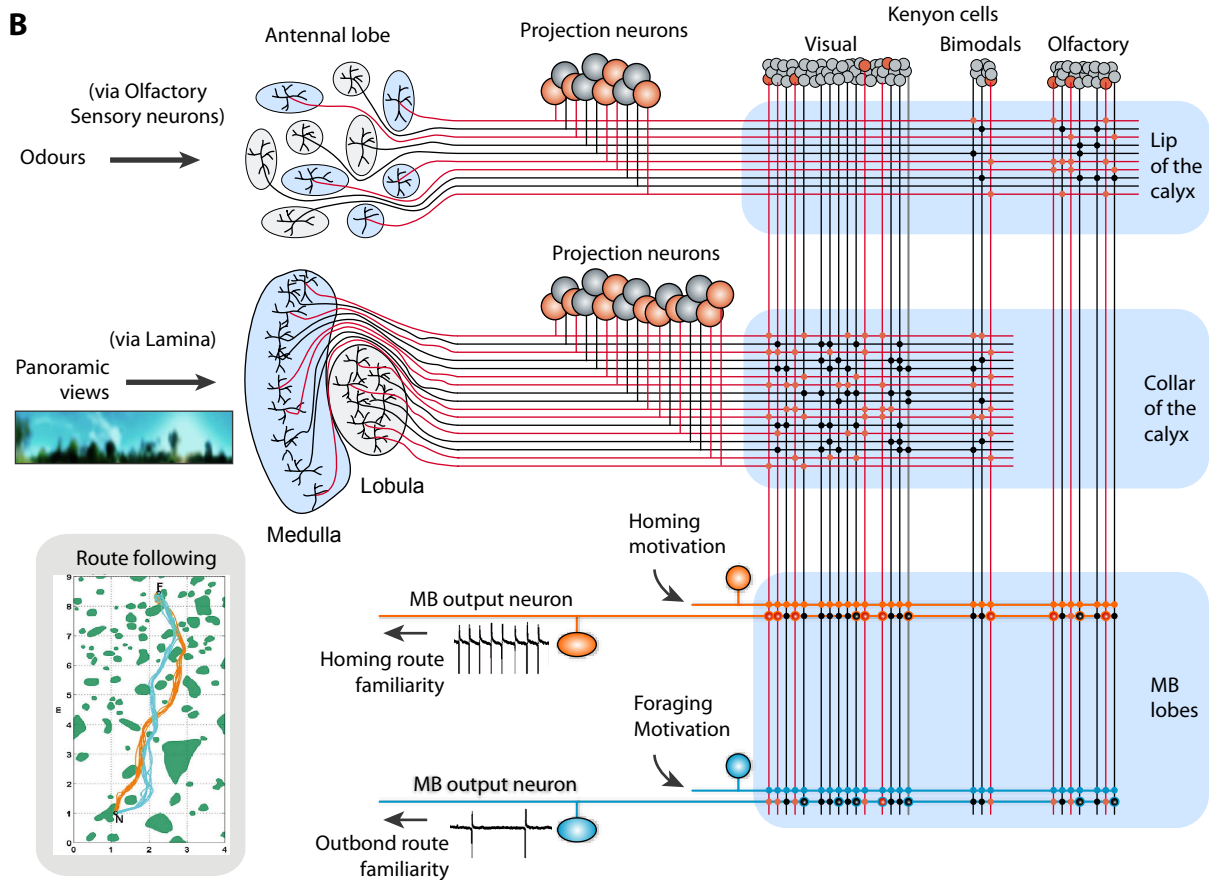 B
Antennal lobe
Projection neurons
Kenyon cells
Visual
Bimodals
Olfactory
(via Olfactory
Sensory neurons)
Odours
Lip
of the
calyx
Projection neurons
(via Lamina)
Panoramic
views
Collar
of the
calyx
Lobula
Medulla
Route following
9
8
7
6
5
4
3
2
1
0
m
F
N
0
1
2
3
4
Homing
motivation
MB output neuron
Homing route
familiarity
Foraging
Motivation
MB
lobes
MB output neuron
Outbond route
familiarity